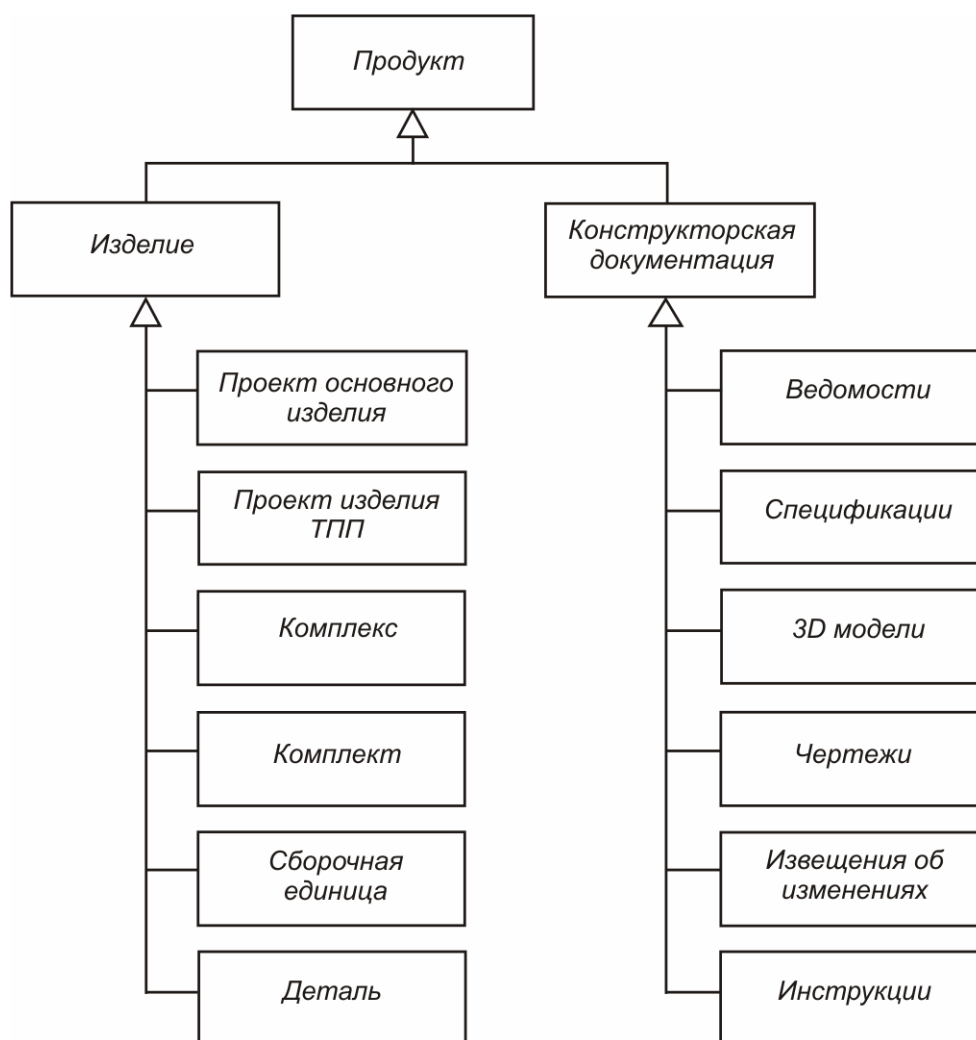 Продукт
Изделие
Конструкторская
документация
Проект основного
изделия
Проект изделия
ТПП
Комплекс
Комплект
Сборочная
единица
Деталь
Ведомости
Спецификации
3D модели
Чертежи
Извещения об
изменениях
Инструкции